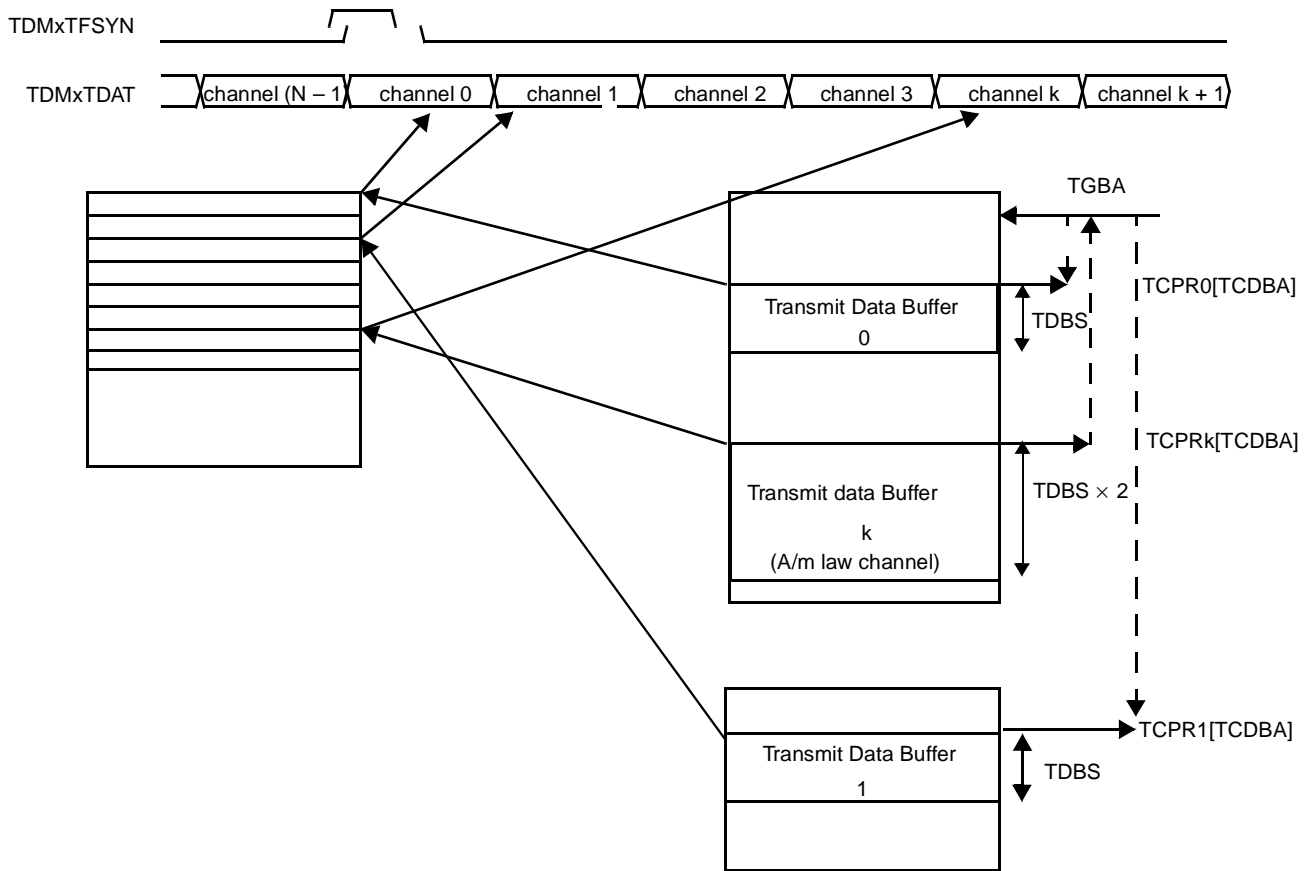 TDMxTFSYN
TDMxTDAT
channel (N – 1)
channel 0
channel 1
channel 2
channel 3
channel k
channel k + 1
TGBA
TCPR0[TCDBA]
Transmit Data Buffer
0
TDBS
TCPRk[TCDBA]
Transmit data Buffer
k
(A/m law channel)
TDBS × 2
TCPR1[TCDBA]
Transmit Data Buffer
1
TDBS